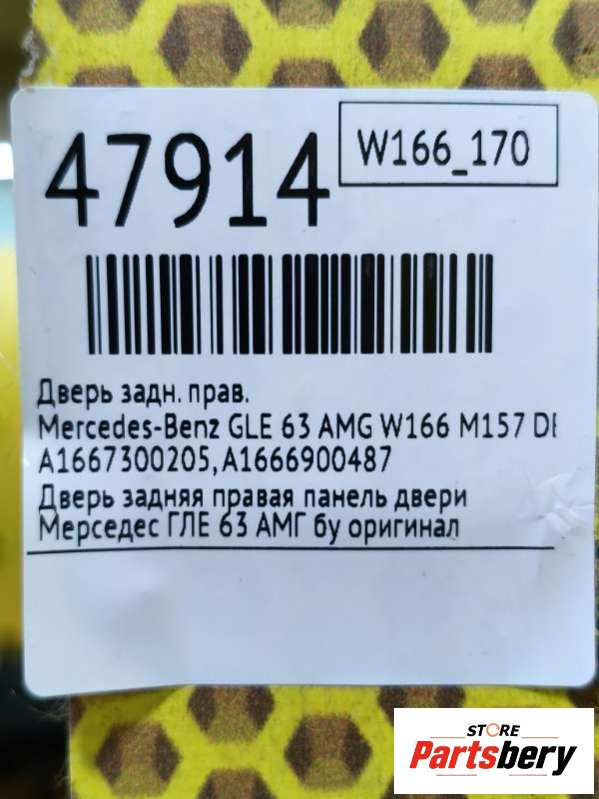 47914
W166_170
Дверь задн. прав.
Mercedes-Benz GLE 63 AMG W166 M157 DE
A1667300205,A1666900487
Дверь задняя правая панель двери
Мерседес ГЛЕ 63 АМГ бу оригинал
STORE
Partsbery